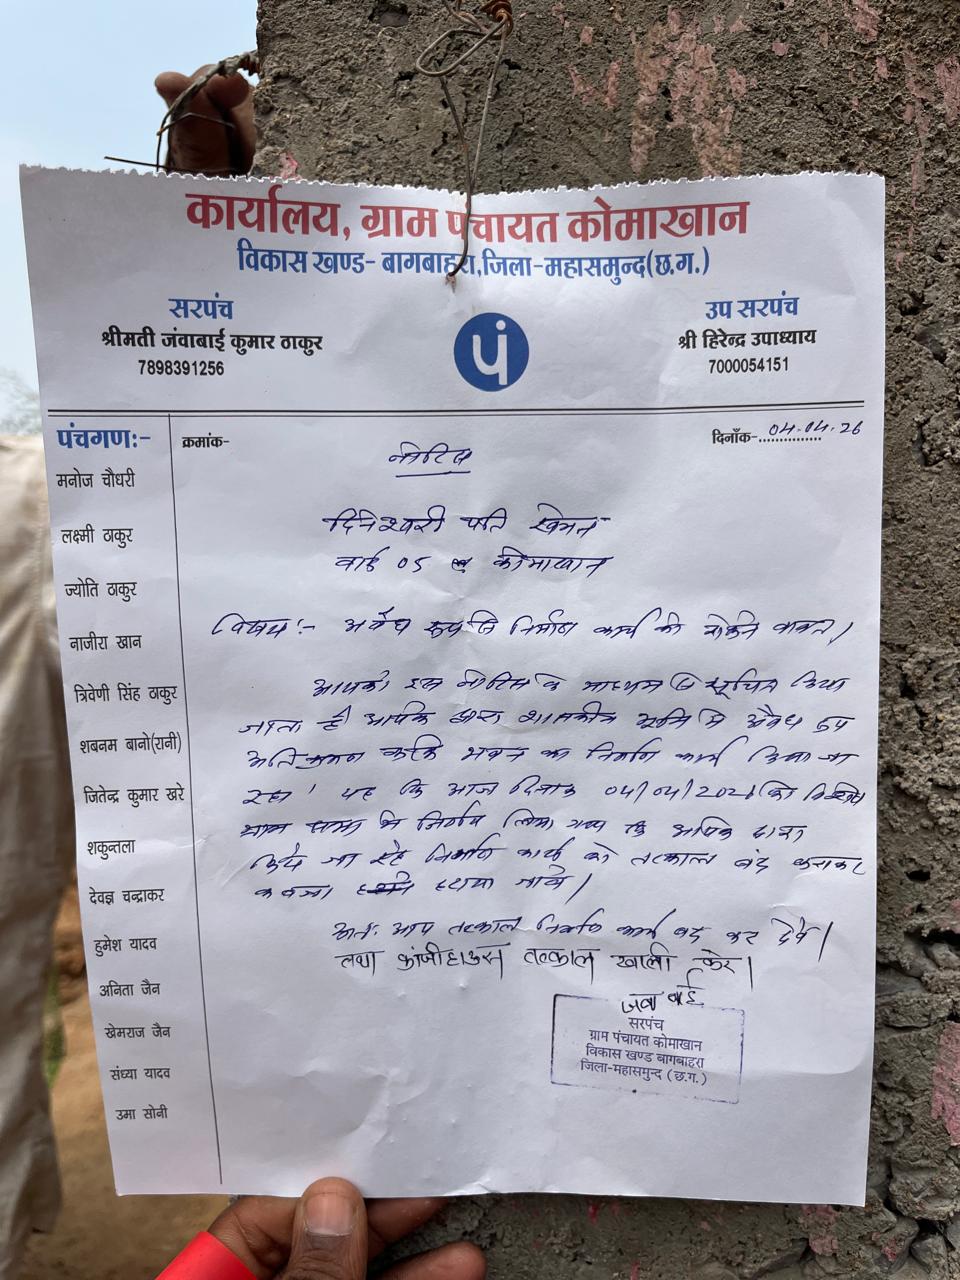 कार्यालय, ग्राम पंचायत कोमाखान
विकास खण्ड- बागबाहरा,जिला-महासमुन्द(छ.ग.)
सरपंच
श्रीमती जंवाबाई कुमार ठाकुर
7898391256
पं
उप सरपंच
श्री हिरेन्द्र उपाध्याय
7000054151
पंचगण:-
मनोज चौधरी
लक्ष्मी ठाकुर
ज्योति ठाकुर
नाजीरा खान
त्रिवेणी सिंह ठाकुर
शबनम बानो(रानी)
जितेन्द्र कुमार खरे
शकुन्तला
देवज्ञ चन्द्राकर
हुमेश यादव
अनिता जैन
खेमराज जैन
संध्या यादव
उमा सोनी
क्रमांक-
दिनाँक- 04.04.26
नोटिस
दिनेश्वरी पति खेमन
वार्ड 05 कोमाखान
विषय:- अवैध रूप से निर्माण कार्य को रोकने बाबत।
आपको इस नोटिस के माध्यम से सूचित किया
जाता है आपके द्वारा शासकीय भूमि में अवैध रूप
अतिक्रमण करके भवन का निर्माण कार्य किया जा
रहा। यह कि आज दिनांक 04/04/2026 को विशेष
ग्राम सभा में निर्णय लिया गया कि आपके द्वारा
किये जा रहे निर्माण कार्य को तत्काल बंद कराकर
कब्जा हटाया जावे।
अतः आप तत्काल निर्माण कार्य बंद कर देवें।
तथा कांजीहाउस तत्काल खाली करें।
जवा बाई
सरपंच
ग्राम पंचायत कोमाखान
विकास खण्ड बागबाहरा
जिला-महासमुन्द (छ.ग.)